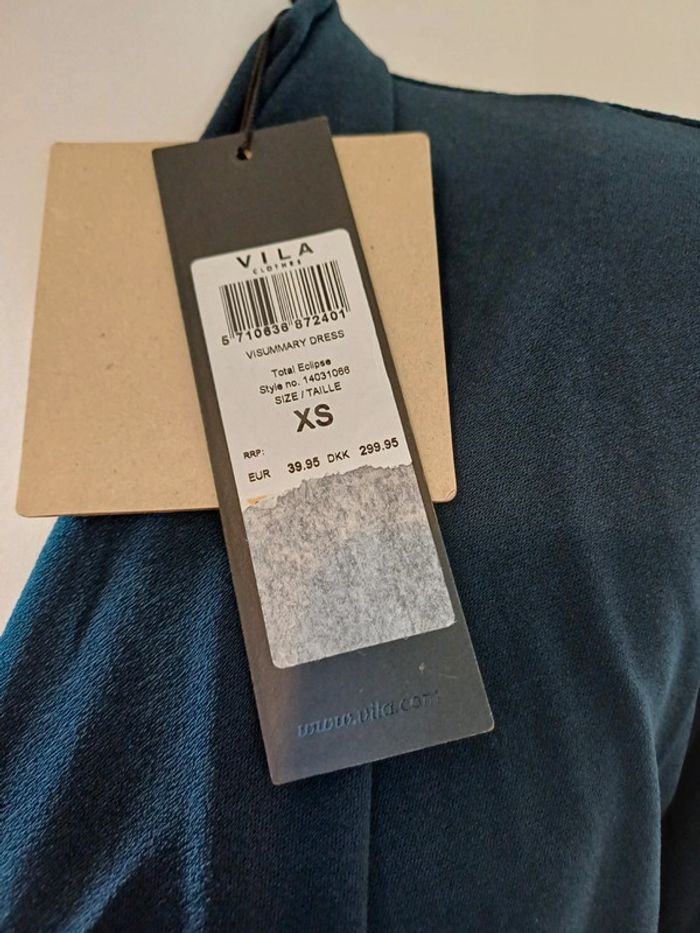 VILA
CLOTHES
5 710636 872401
VISUMMARY DRESS
Total Eclipse
Style no. 14031066
SIZE / TAILLE
XS
RRP:
EUR 39.95 DKK 299.95
www.vila.com